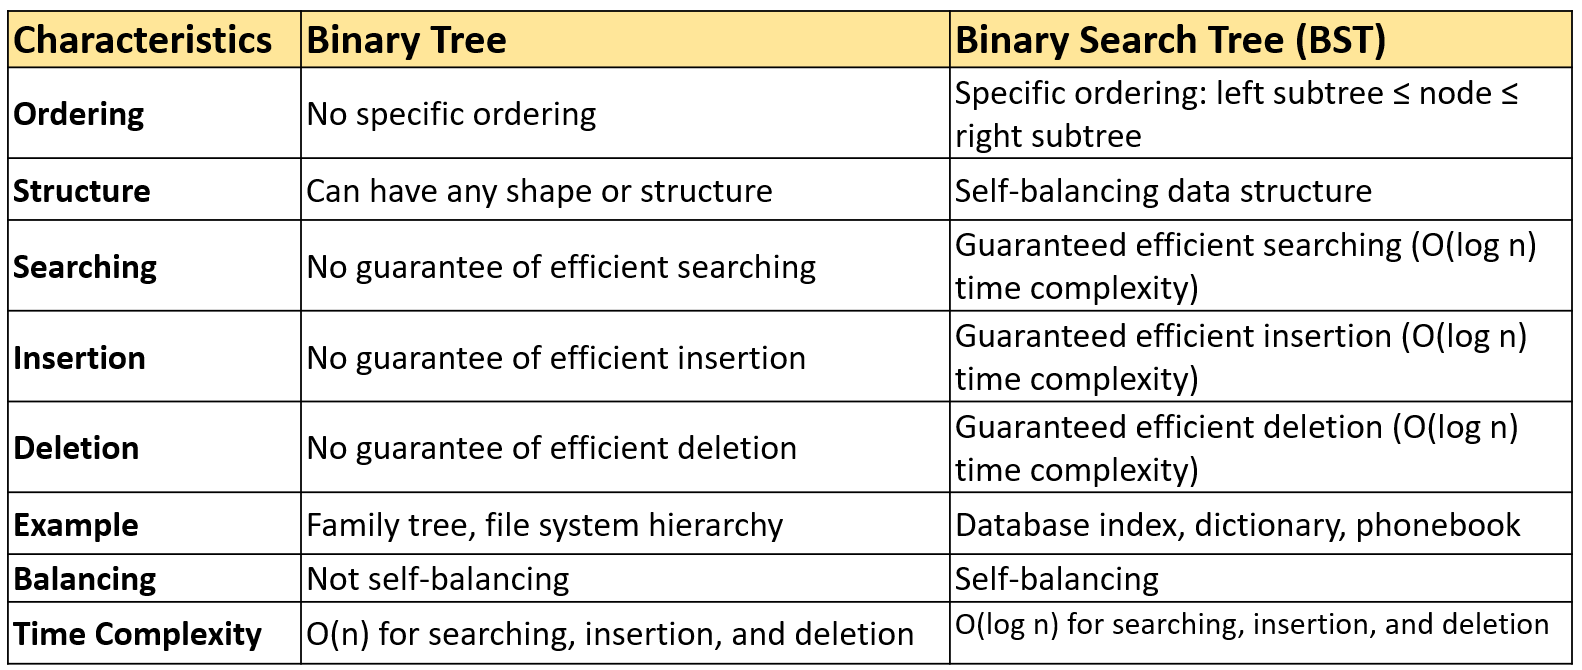 Characteristics Binary Tree Binary Search Tree (BST)
Ordering No specific ordering Specific ordering: left subtree ≤ node ≤
right subtree
Structure Can have any shape or structure Self-balancing data structure
Searching No guarantee of efficient searching Guaranteed efficient searching (O(log n)
time complexity)
Insertion No guarantee of efficient insertion Guaranteed efficient insertion (O(log n)
time complexity)
Deletion No guarantee of efficient deletion Guaranteed efficient deletion (O(log n)
time complexity)
Example Family tree, file system hierarchy Database index, dictionary, phonebook
Balancing Not self-balancing Self-balancing
Time Complexity O(n) for searching, insertion, and deletion O(log n) for searching, insertion, and deletion